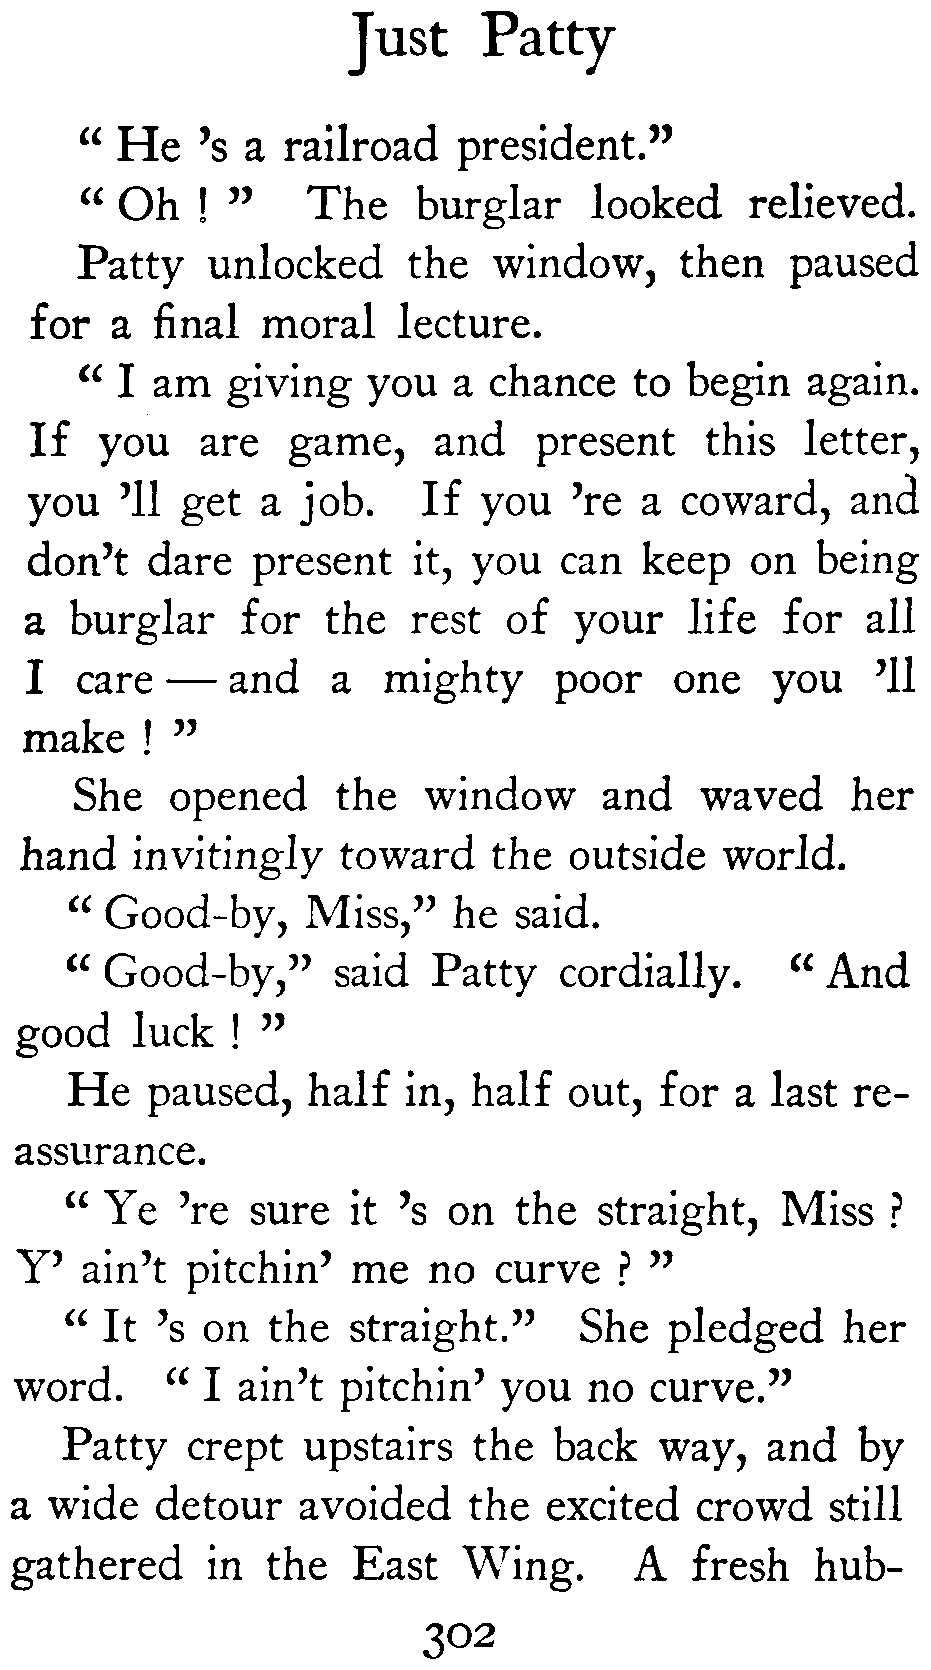 Just Patty
“ He ’s a railroad president.”
“ Oh ! ” The burglar looked relieved.
Patty unlocked the window, then paused
for a final moral lecture.
“ I am giving you a chance to begin again.
If you are game, and present this letter,
you ’ll get a job. If you ’re a coward, and
don’t dare present it, you can keep on being
a burglar for the rest of your life for all
I care — and a mighty poor one you ’ll
make ! ”
She opened the window and waved her
hand invitingly toward the outside world.
“ Good-by, Miss,” he said.
“ Good-by,” said Patty cordially. “ And
good luck ! ”
He paused, half in, half out, for a last re-
assurance.
“ Ye ’re sure it ’s on the straight, Miss ?
Y’ ain’t pitchin’ me no curve ? ”
“ It ’s on the straight.” She pledged her
word. “ I ain’t pitchin’ you no curve.”
Patty crept upstairs the back way, and by
a wide detour avoided the excited crowd still
gathered in the East Wing. A fresh hub-
302